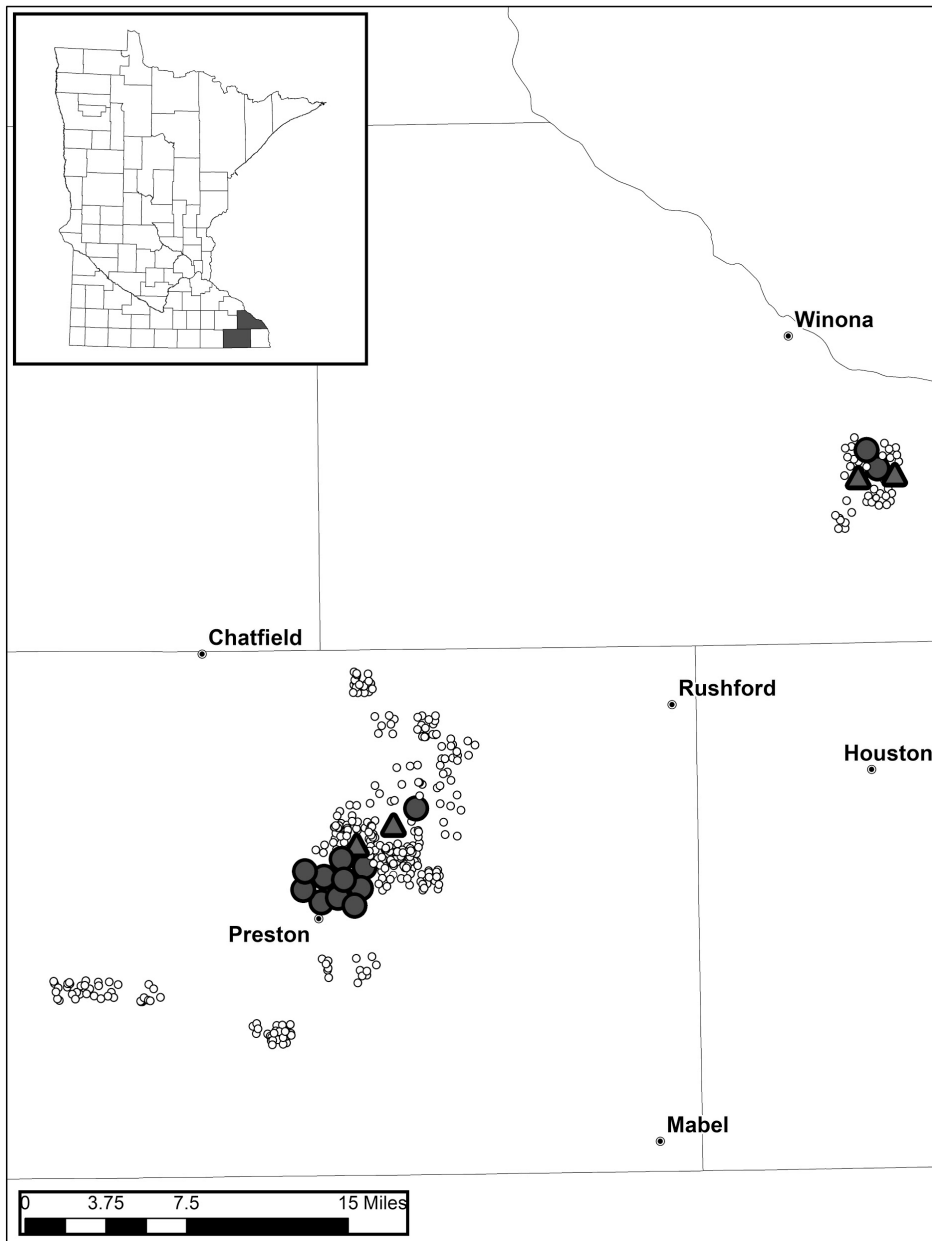 Winona
Chatfield
Rushford
Houston
Preston
Mabel
0 3.75 7.5 15 Miles